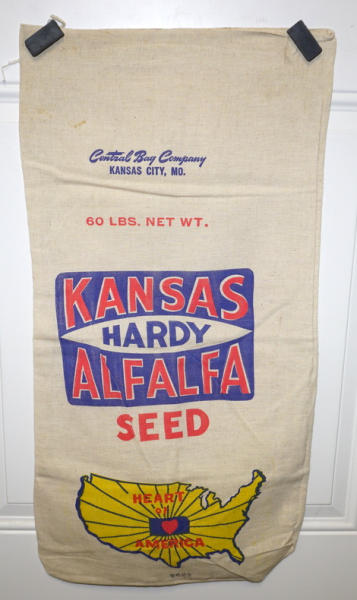 Central Bag Company
KANSAS CITY, MO.
60 LBS. NET WT.
KANSAS
HARDY
ALFALFA
SEED
HEART
OF
AMERICA